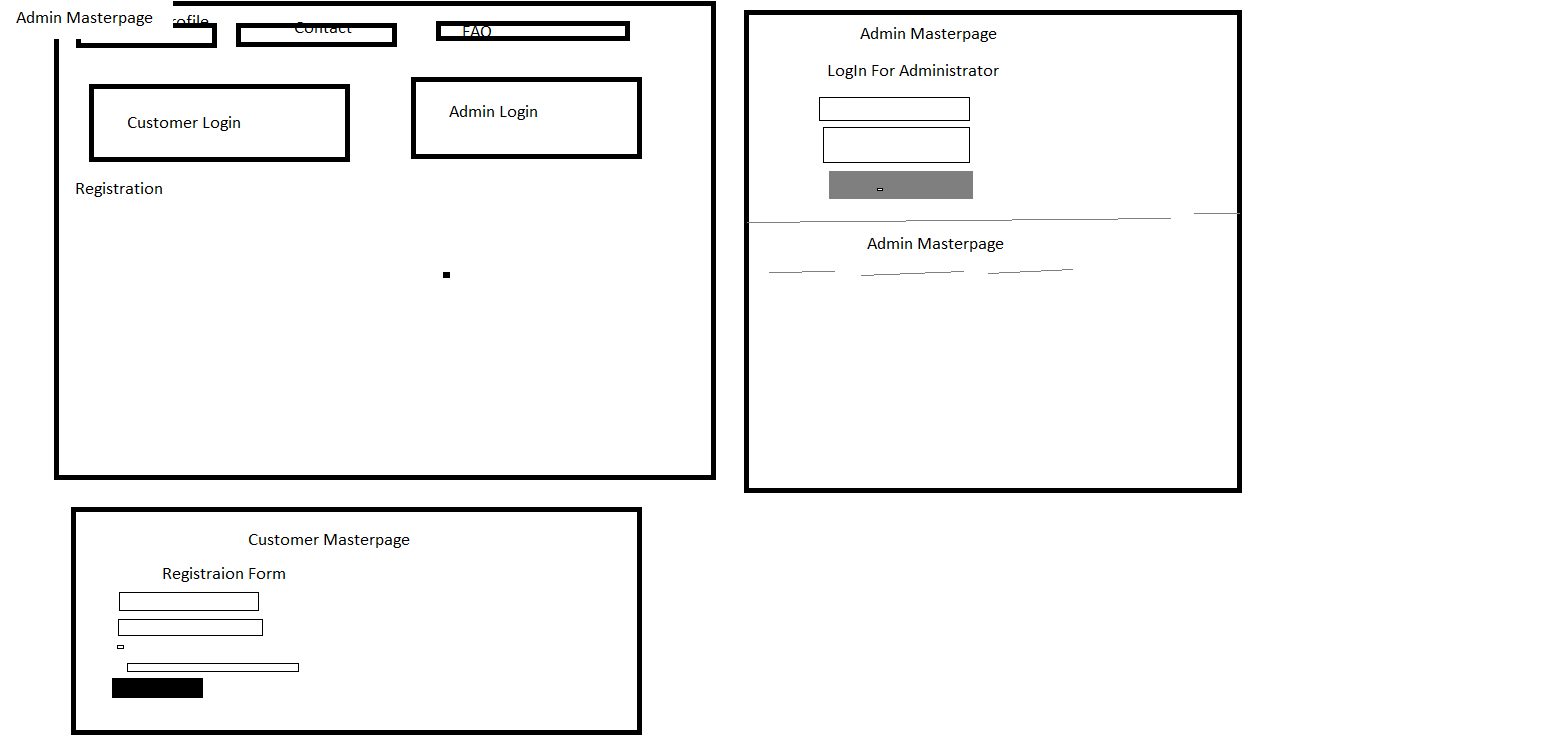 Admin Masterpage
ofile
Contact
FAQ
Customer Login
Admin Login
Registration
Admin Masterpage
LogIn For Administrator
Admin Masterpage
Customer Masterpage
Registraion Form